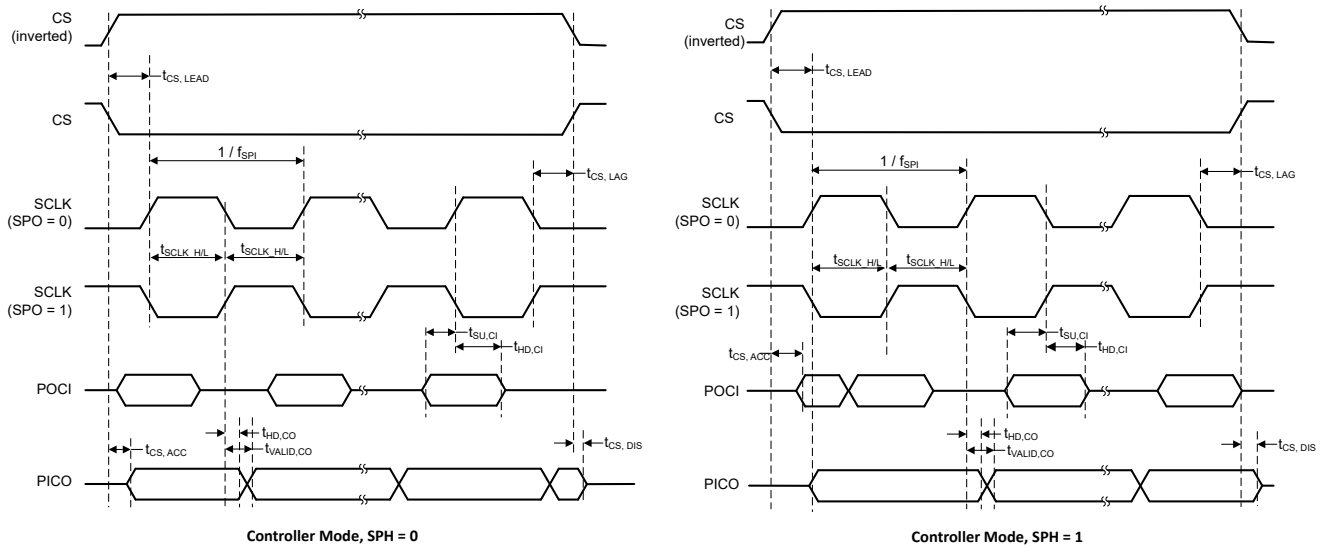 CS
(inverted)
tCS, LEAD
CS
1 / fSPI
tCS, LAG
SCLK
(SPO = 0)
tSCLK_H/L
tSCLK_H/L
SCLK
(SPO = 1)
tSU,CI
tHD,CI
POCI
tHD,CO
tCS, ACC
tVALID,CO
tCS, DIS
PICO
Controller Mode, SPH = 0
CS
(inverted)
tCS, LEAD
CS
1 / fSPI
tCS, LAG
SCLK
(SPO = 0)
tSCLK_H/L
tSCLK_H/L
SCLK
(SPO = 1)
tSU,CI
tCS, ACC
tHD,CI
POCI
tHD,CO
tVALID,CO
tCS, DIS
PICO
Controller Mode, SPH = 1